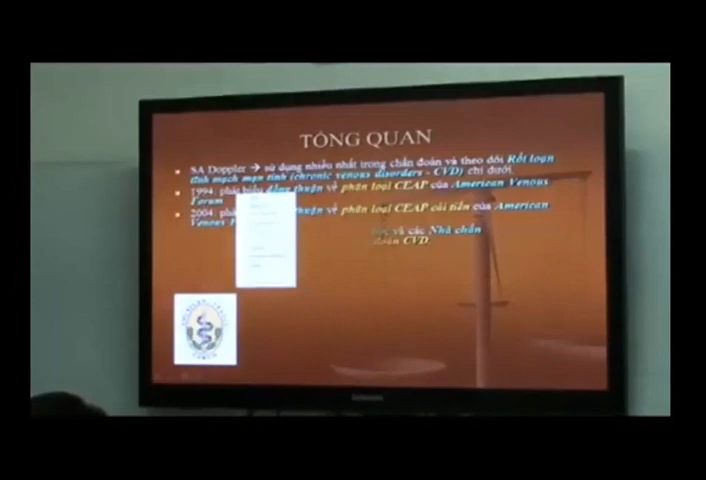 TỔNG QUAN
SA Doppler → sử dụng nhiều nhất trong chẩn đoán và theo dõi Rối loạn
tĩnh mạch mạn tính (chronic venous disorders - CVD) chi dưới.
1994: phát biểu đồng thuận về phân loại CEAP của American Venous
Forum
2004: thuận về phân loại CEAP cải tiến của American
Venous
và các Nhà chẩn
đoán CVD.
SAMSUNG